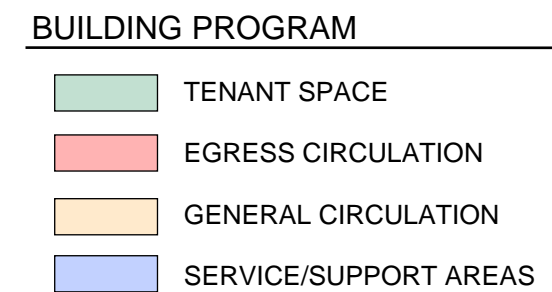 BUILDING PROGRAM
TENANT SPACE
EGRESS CIRCULATION
GENERAL CIRCULATION
SERVICE/SUPPORT AREAS